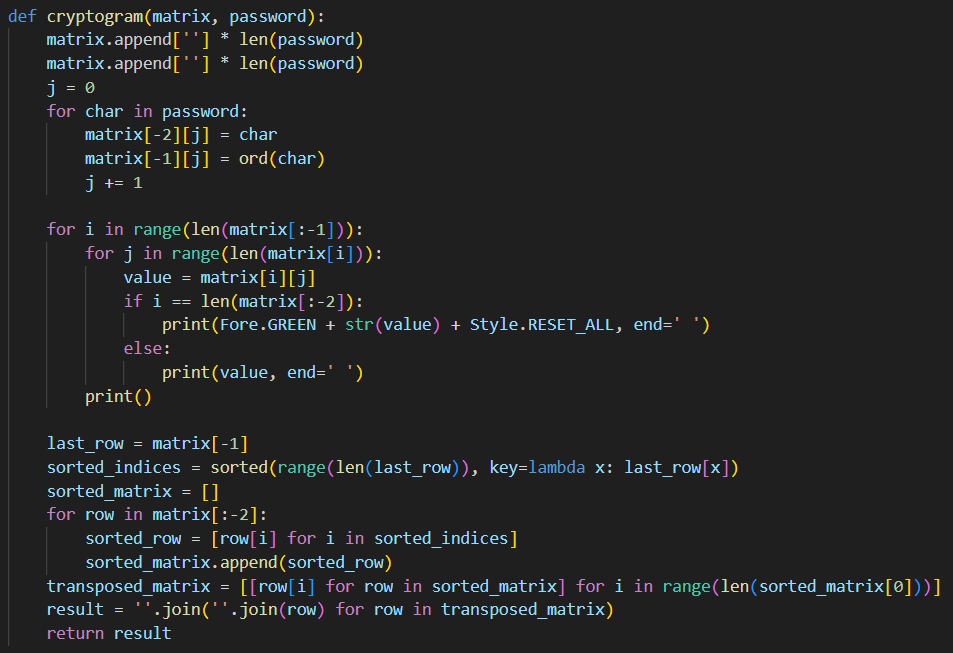 def cryptogram(matrix, password):
    matrix.append[''] * len(password)
    matrix.append[''] * len(password)
    j = 0
    for char in password:
        matrix[-2][j] = char
        matrix[-1][j] = ord(char)
        j += 1

    for i in range(len(matrix[:-1])):
        for j in range(len(matrix[i])):
            value = matrix[i][j]
            if i == len(matrix[:-2]):
                print(Fore.GREEN + str(value) + Style.RESET_ALL, end=' ')
            else:
                print(value, end=' ')
        print()

    last_row = matrix[-1]
    sorted_indices = sorted(range(len(last_row)), key=lambda x: last_row[x])
    sorted_matrix = []
    for row in matrix[:-2]:
        sorted_row = [row[i] for i in sorted_indices]
        sorted_matrix.append(sorted_row)
    transposed_matrix = [[row[i] for row in sorted_matrix] for i in range(len(sorted_matrix[0]))]
    result = ''.join(''.join(row) for row in transposed_matrix)
    return result